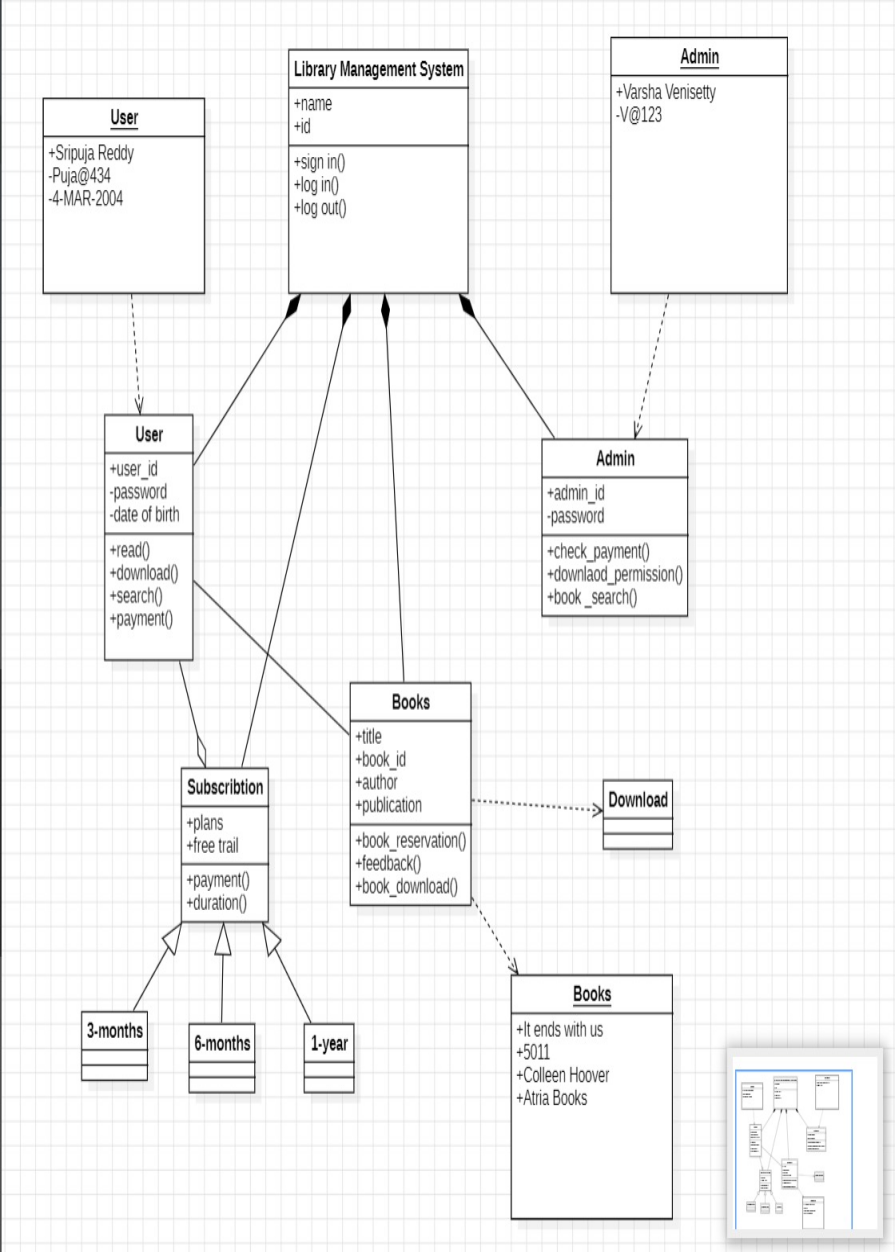 Library Management System
+name
+id
+sign in()
+log in()
+log out()
Admin
+Varsha Venisetty
-V@123
User
+Sripuja Reddy
-Puja@434
-4-MAR-2004
User
+user_id
-password
-date of birth
+read()
+download()
+search()
+payment()
Admin
+admin_id
-password
+check_payment()
+downlaod_permission()
+book _search()
Books
+title
+book_id
+author
+publication
+book_reservation()
+feedback()
+book_download()
Subscribtion
+plans
+free trail
+payment()
+duration()
Download
3-months
6-months
1-year
Books
+It ends with us
+5011
+Colleen Hoover
+Atria Books